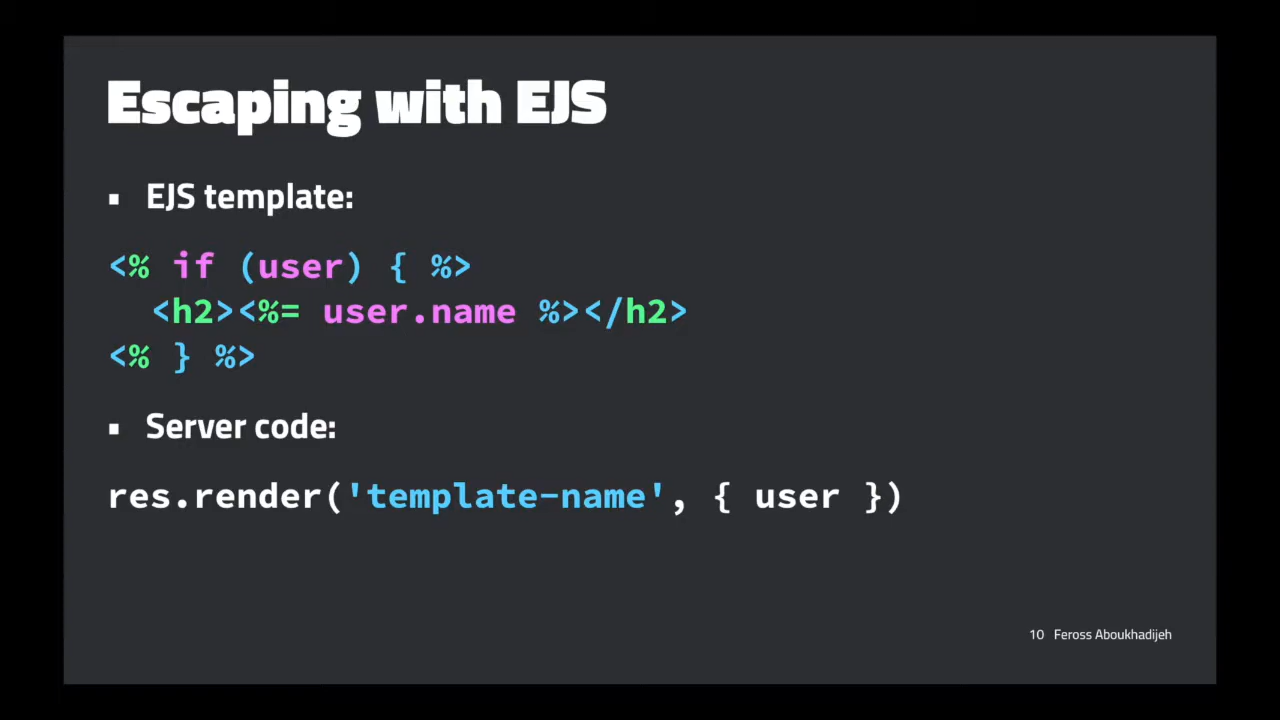 Escaping with EJS
▪ EJS template:
<% if (user) { %>
  <h2><%= user.name %></h2>
<% } %>
▪ Server code:
res.render('template-name', { user })
10 Feross Aboukhadijeh